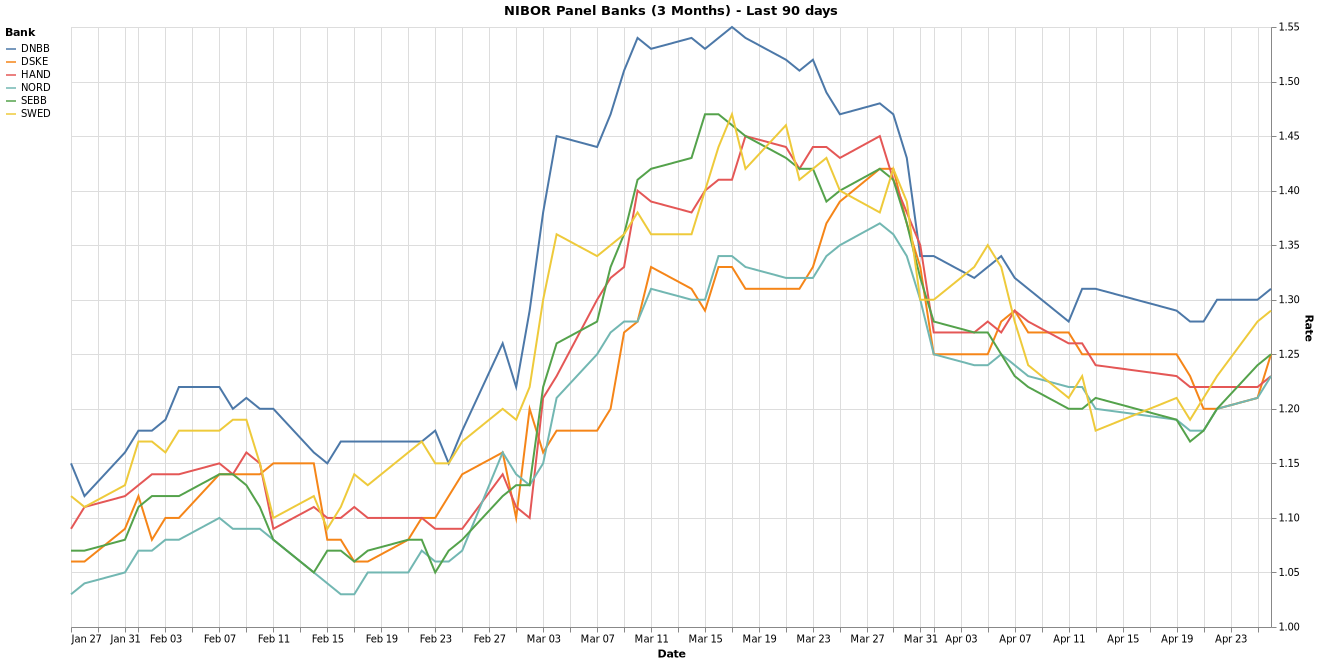 NIBOR Panel Banks (3 Months) - Last 90 days
Bank
DNBB
DSKE
HAND
NORD
SEBB
SWED
1.55
1.50
1.45
1.40
1.35
1.30
1.25
1.20
1.15
1.10
1.05
1.00
Rate
Jan 27 Jan 31 Feb 03 Feb 07 Feb 11 Feb 15 Feb 19 Feb 23 Feb 27 Mar 03 Mar 07 Mar 11 Mar 15 Mar 19 Mar 23 Mar 27 Mar 31 Apr 03 Apr 07 Apr 11 Apr 15 Apr 19 Apr 23
Date